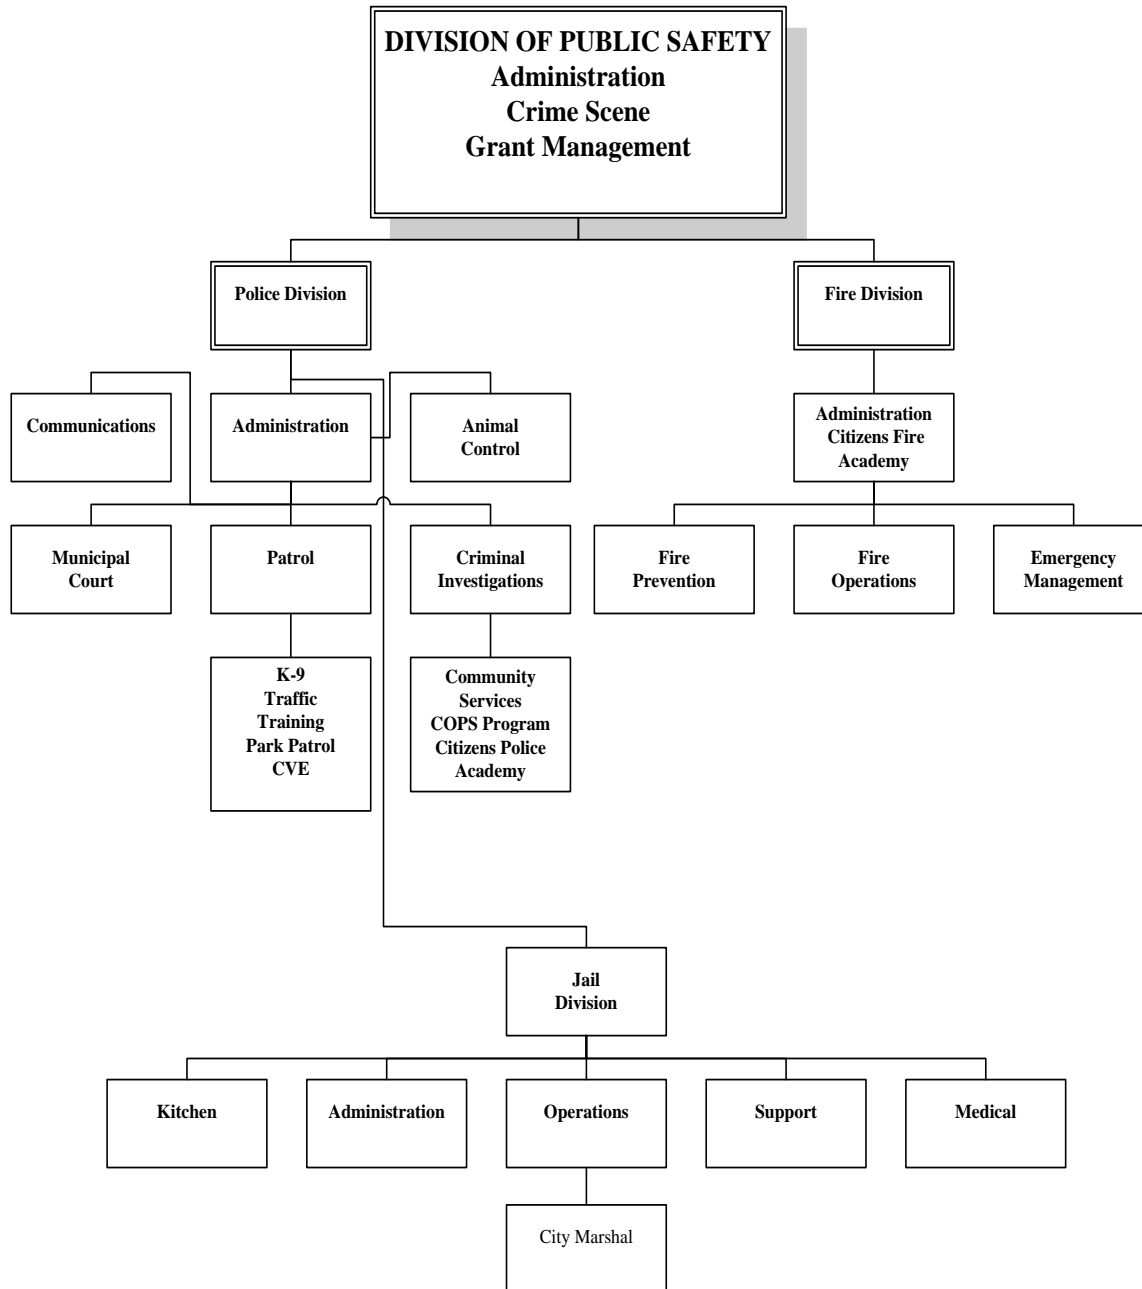 DIVISION OF PUBLIC SAFETY
Administration
Crime Scene
Grant Management
Police Division
Fire Division
Communications
Administration
Animal
Control
Administration
Citizens Fire
Academy
Municipal
Court
Patrol
Criminal
Investigations
Fire
Prevention
Fire
Operations
Emergency
Management
K-9
Traffic
Training
Park Patrol
CVE
Community
Services
COPS Program
Citizens Police
Academy
Jail
Division
Kitchen
Administration
Operations
Support
Medical
City Marshal